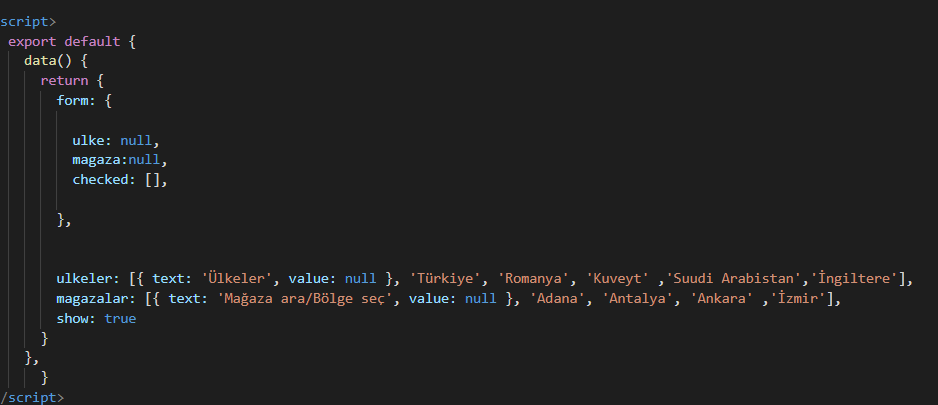 script>
export default {
data() {
return {
form: {
ulke: null,
magaza:null,
checked: [],
},
ulkeler: [{ text: 'Ülkeler', value: null }, 'Türkiye', 'Romanya', 'Kuveyt' ,'Suudi Arabistan','İngiltere'],
magazalar: [{ text: 'Mağaza ara/Bölge seç', value: null }, 'Adana', 'Antalya', 'Ankara' ,'İzmir'],
show: true
}
},
}
/script>